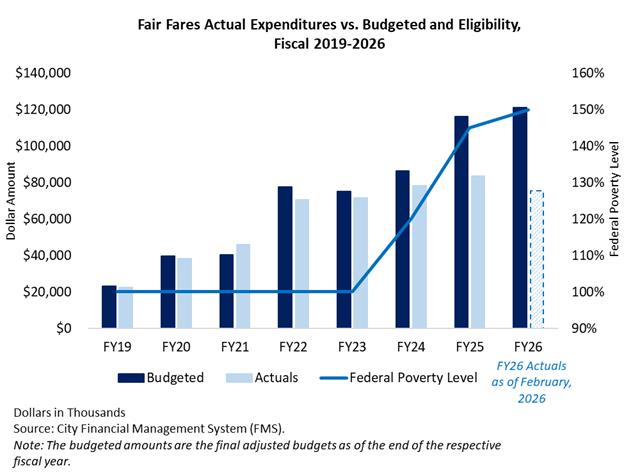 Fair Fares Actual Expenditures vs. Budgeted and Eligibility,
Fiscal 2019-2026
$140,000
$120,000
$100,000
$80,000
$60,000
$40,000
$20,000
$0
Dollar Amount
160%
150%
140%
130%
120%
110%
100%
90%
Federal Poverty Level
FY19 FY20 FY21 FY22 FY23 FY24 FY25 FY26
Budgeted Actuals Federal Poverty Level
FY26 Actuals
as of February,
2026
Dollars in Thousands
Source: City Financial Management System (FMS).
Note: The budgeted amounts are the final adjusted budgets as of the end of the respective
fiscal year.